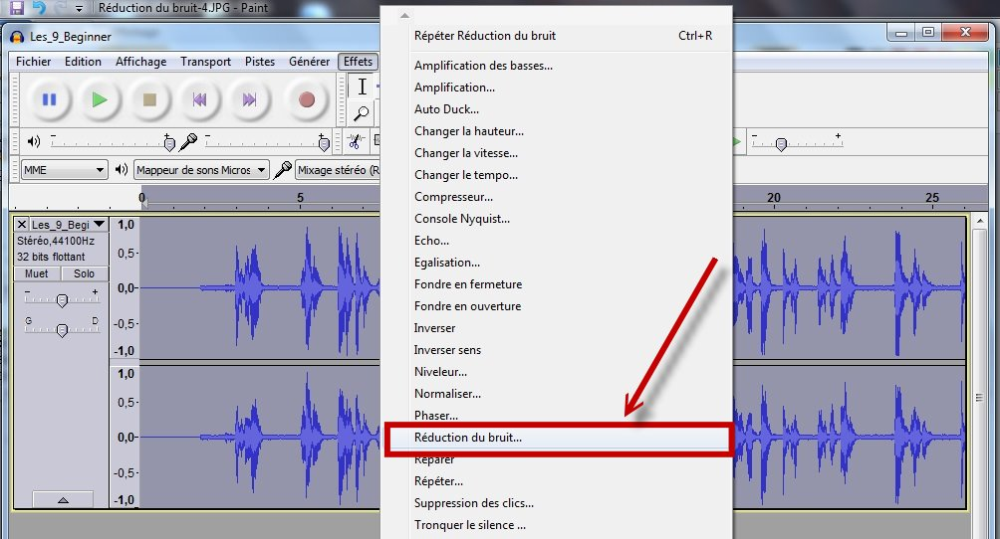 Réduction du bruit-4.JPG - Paint
Les_9_Beginner
Fichier Edition Affichage Transport Pistes Générer Effets
Répéter Réduction du bruit Ctrl+R
Amplification des basses...
Amplification...
Auto Duck...
Changer la hauteur...
Changer la vitesse...
Changer le tempo...
Compresseur...
Console Nyquist...
Echo...
Egalisation...
Fondre en fermeture
Fondre en ouverture
Inverser
Inverser sens
Niveleur...
Normaliser...
Phaser...
Réduction du bruit...
Réparer
Répéter...
Suppression des clics...
Tronquer le silence ...
- + - + - +
MME Mappeur de sons Micros Mixage stéréo (R
0 5 20 25
Les_9_Begi
Stéréo,44100Hz
32 bits flottant
Muet Solo
- +
G D
1,0
0,5-
0,0-
-0,5-
-1,0
1,0
0,5-
0,0-
-0,5-
-1,0